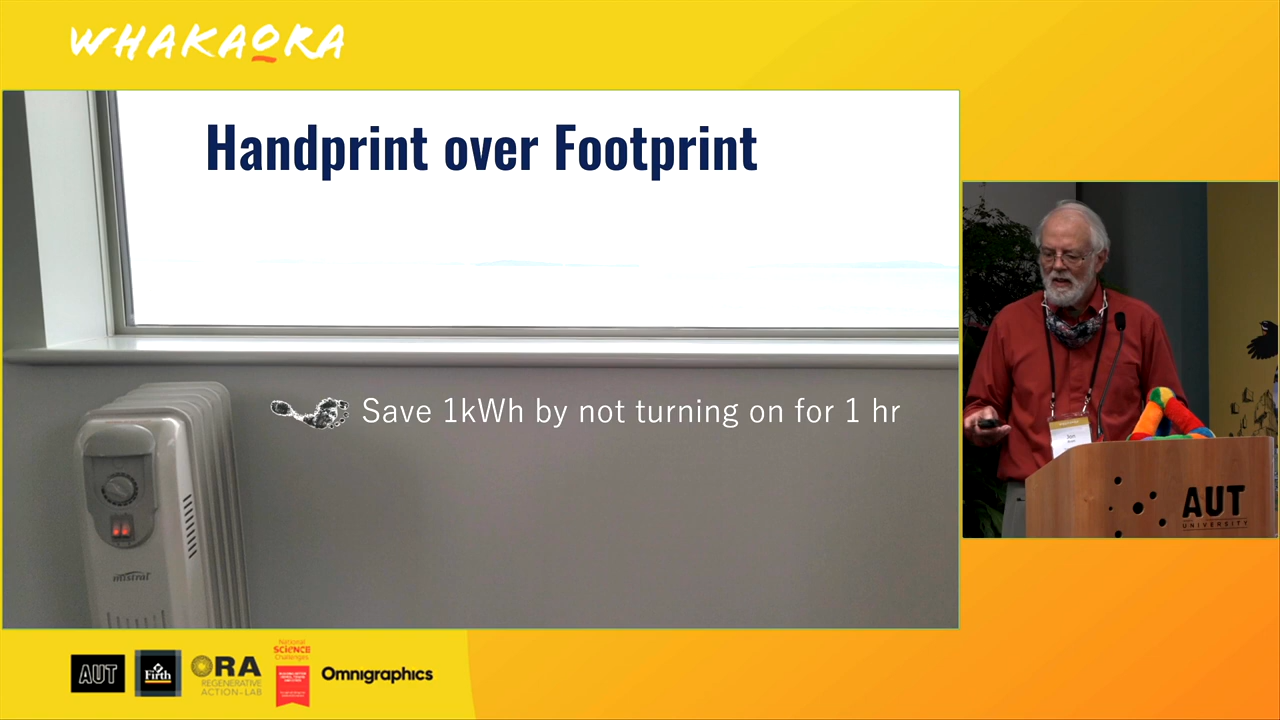 WHAKAORA
Handprint over Footprint
Save 1kWh by not turning on for 1 hr
mistral
Jon
AUT
UNIVERSITY
AUT
Firth
ORA
REGENERATIVE
ACTION-LAB
National
SCIENCE
Challenges
Omnigraphics